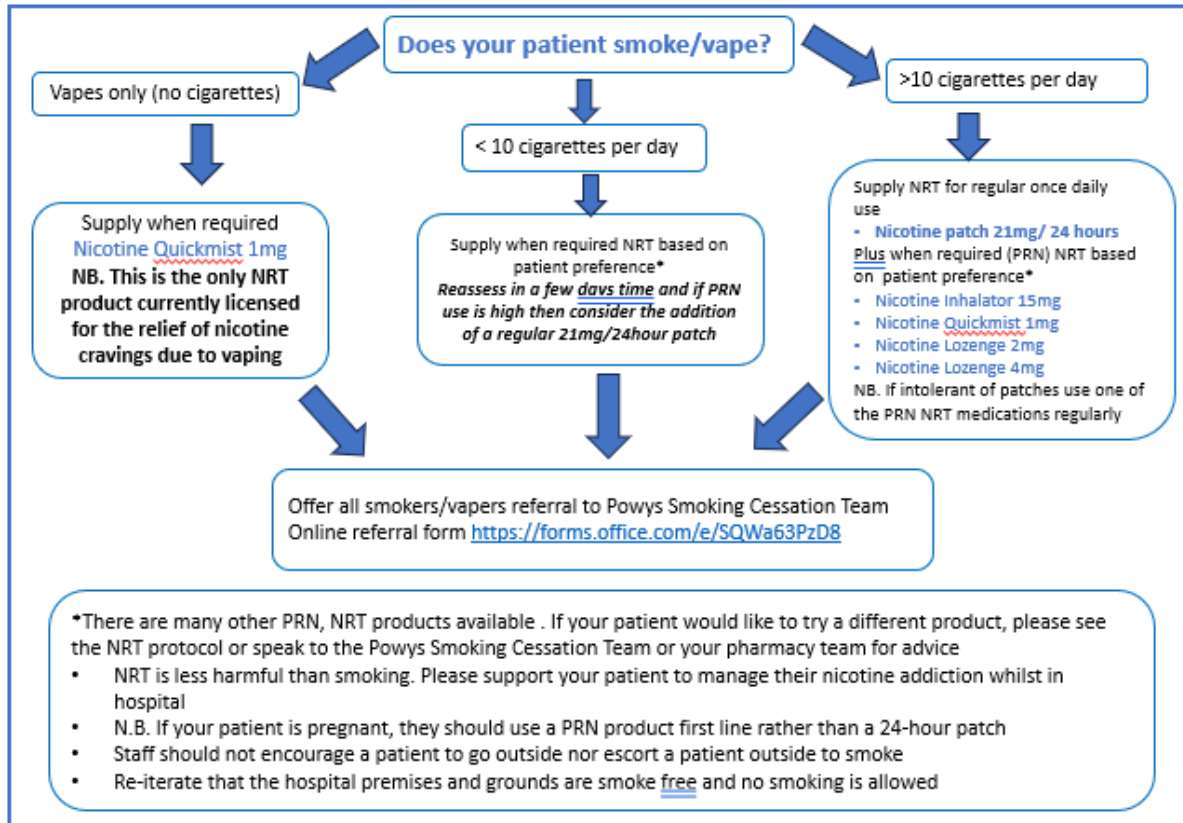 Does your patient smoke/vape?
Vapes only (no cigarettes)
< 10 cigarettes per day
>10 cigarettes per day
Supply when required
Nicotine Quickmist 1mg
NB. This is the only NRT
product currently licensed
for the relief of nicotine
cravings due to vaping
Supply when required NRT based on
patient preference*
Reassess in a few days time and if PRN
use is high then consider the addition
of a regular 21mg/24hour patch
Supply NRT for regular once daily
use
- Nicotine patch 21mg/ 24 hours
Plus when required (PRN) NRT based
on patient preference*
- Nicotine Inhalator 15mg
- Nicotine Quickmist 1mg
- Nicotine Lozenge 2mg
- Nicotine Lozenge 4mg
NB. If intolerant of patches use one of
the PRN NRT medications regularly
Offer all smokers/vapers referral to Powys Smoking Cessation Team
Online referral form https://forms.office.com/e/SQWa63PzD8
*There are many other PRN, NRT products available . If your patient would like to try a different product, please see
the NRT protocol or speak to the Powys Smoking Cessation Team or your pharmacy team for advice
• NRT is less harmful than smoking. Please support your patient to manage their nicotine addiction whilst in
hospital
• N.B. If your patient is pregnant, they should use a PRN product first line rather than a 24-hour patch
• Staff should not encourage a patient to go outside nor escort a patient outside to smoke
• Re-iterate that the hospital premises and grounds are smoke free and no smoking is allowed